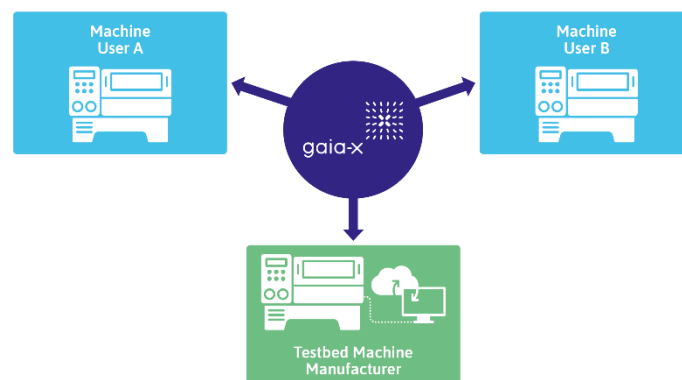 Machine
User A
Machine
User B
gaia-x
Testbed Machine
Manufacturer